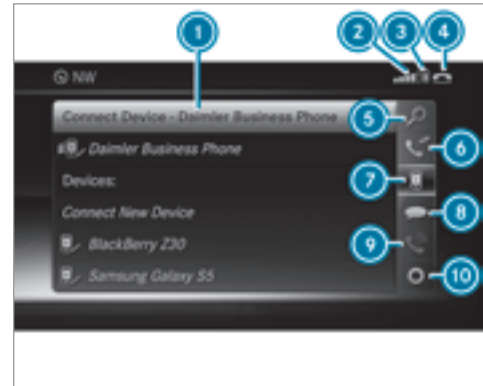 2 3 4
1
NW
Connect Device - Daimler Business Phone
5
Daimler Business Phone
6
Devices:
7
Connect New Device
8
BlackBerry Z30
9
Samsung Galaxy S5
10